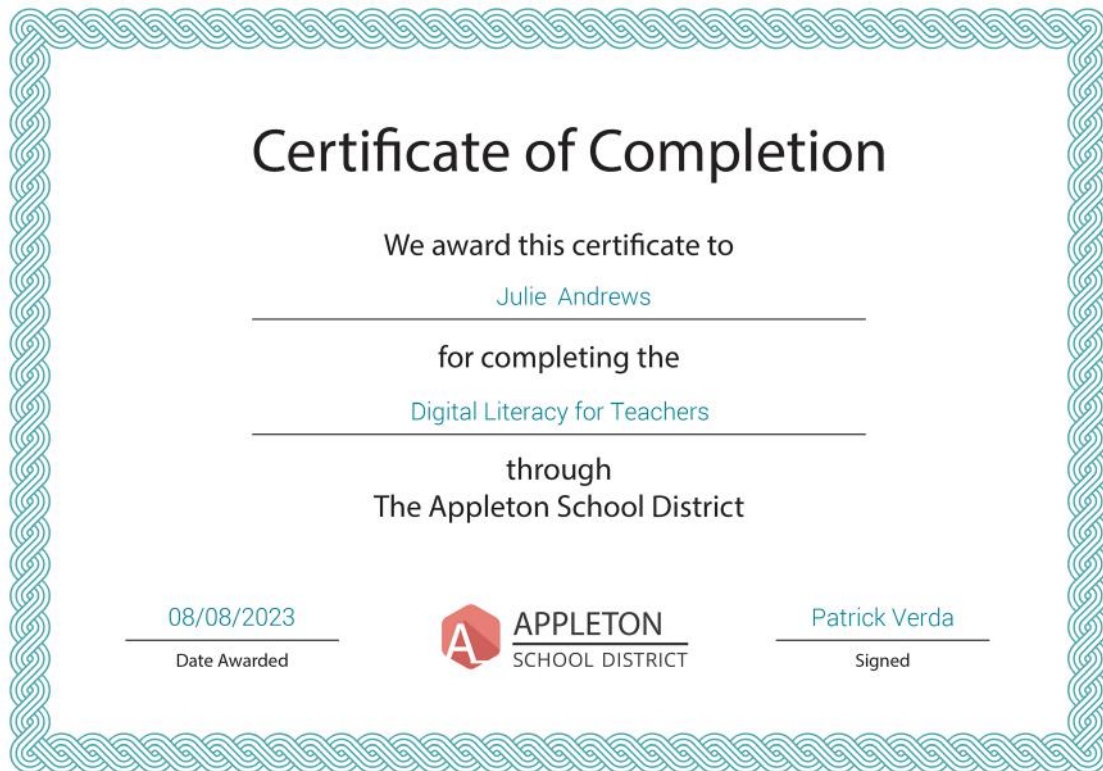 Certificate of Completion
We award this certificate to
Julie Andrews
for completing the
Digital Literacy for Teachers
through
The Appleton School District
08/08/2023
Date Awarded
A
APPLETON
SCHOOL DISTRICT
Patrick Verda
Signed